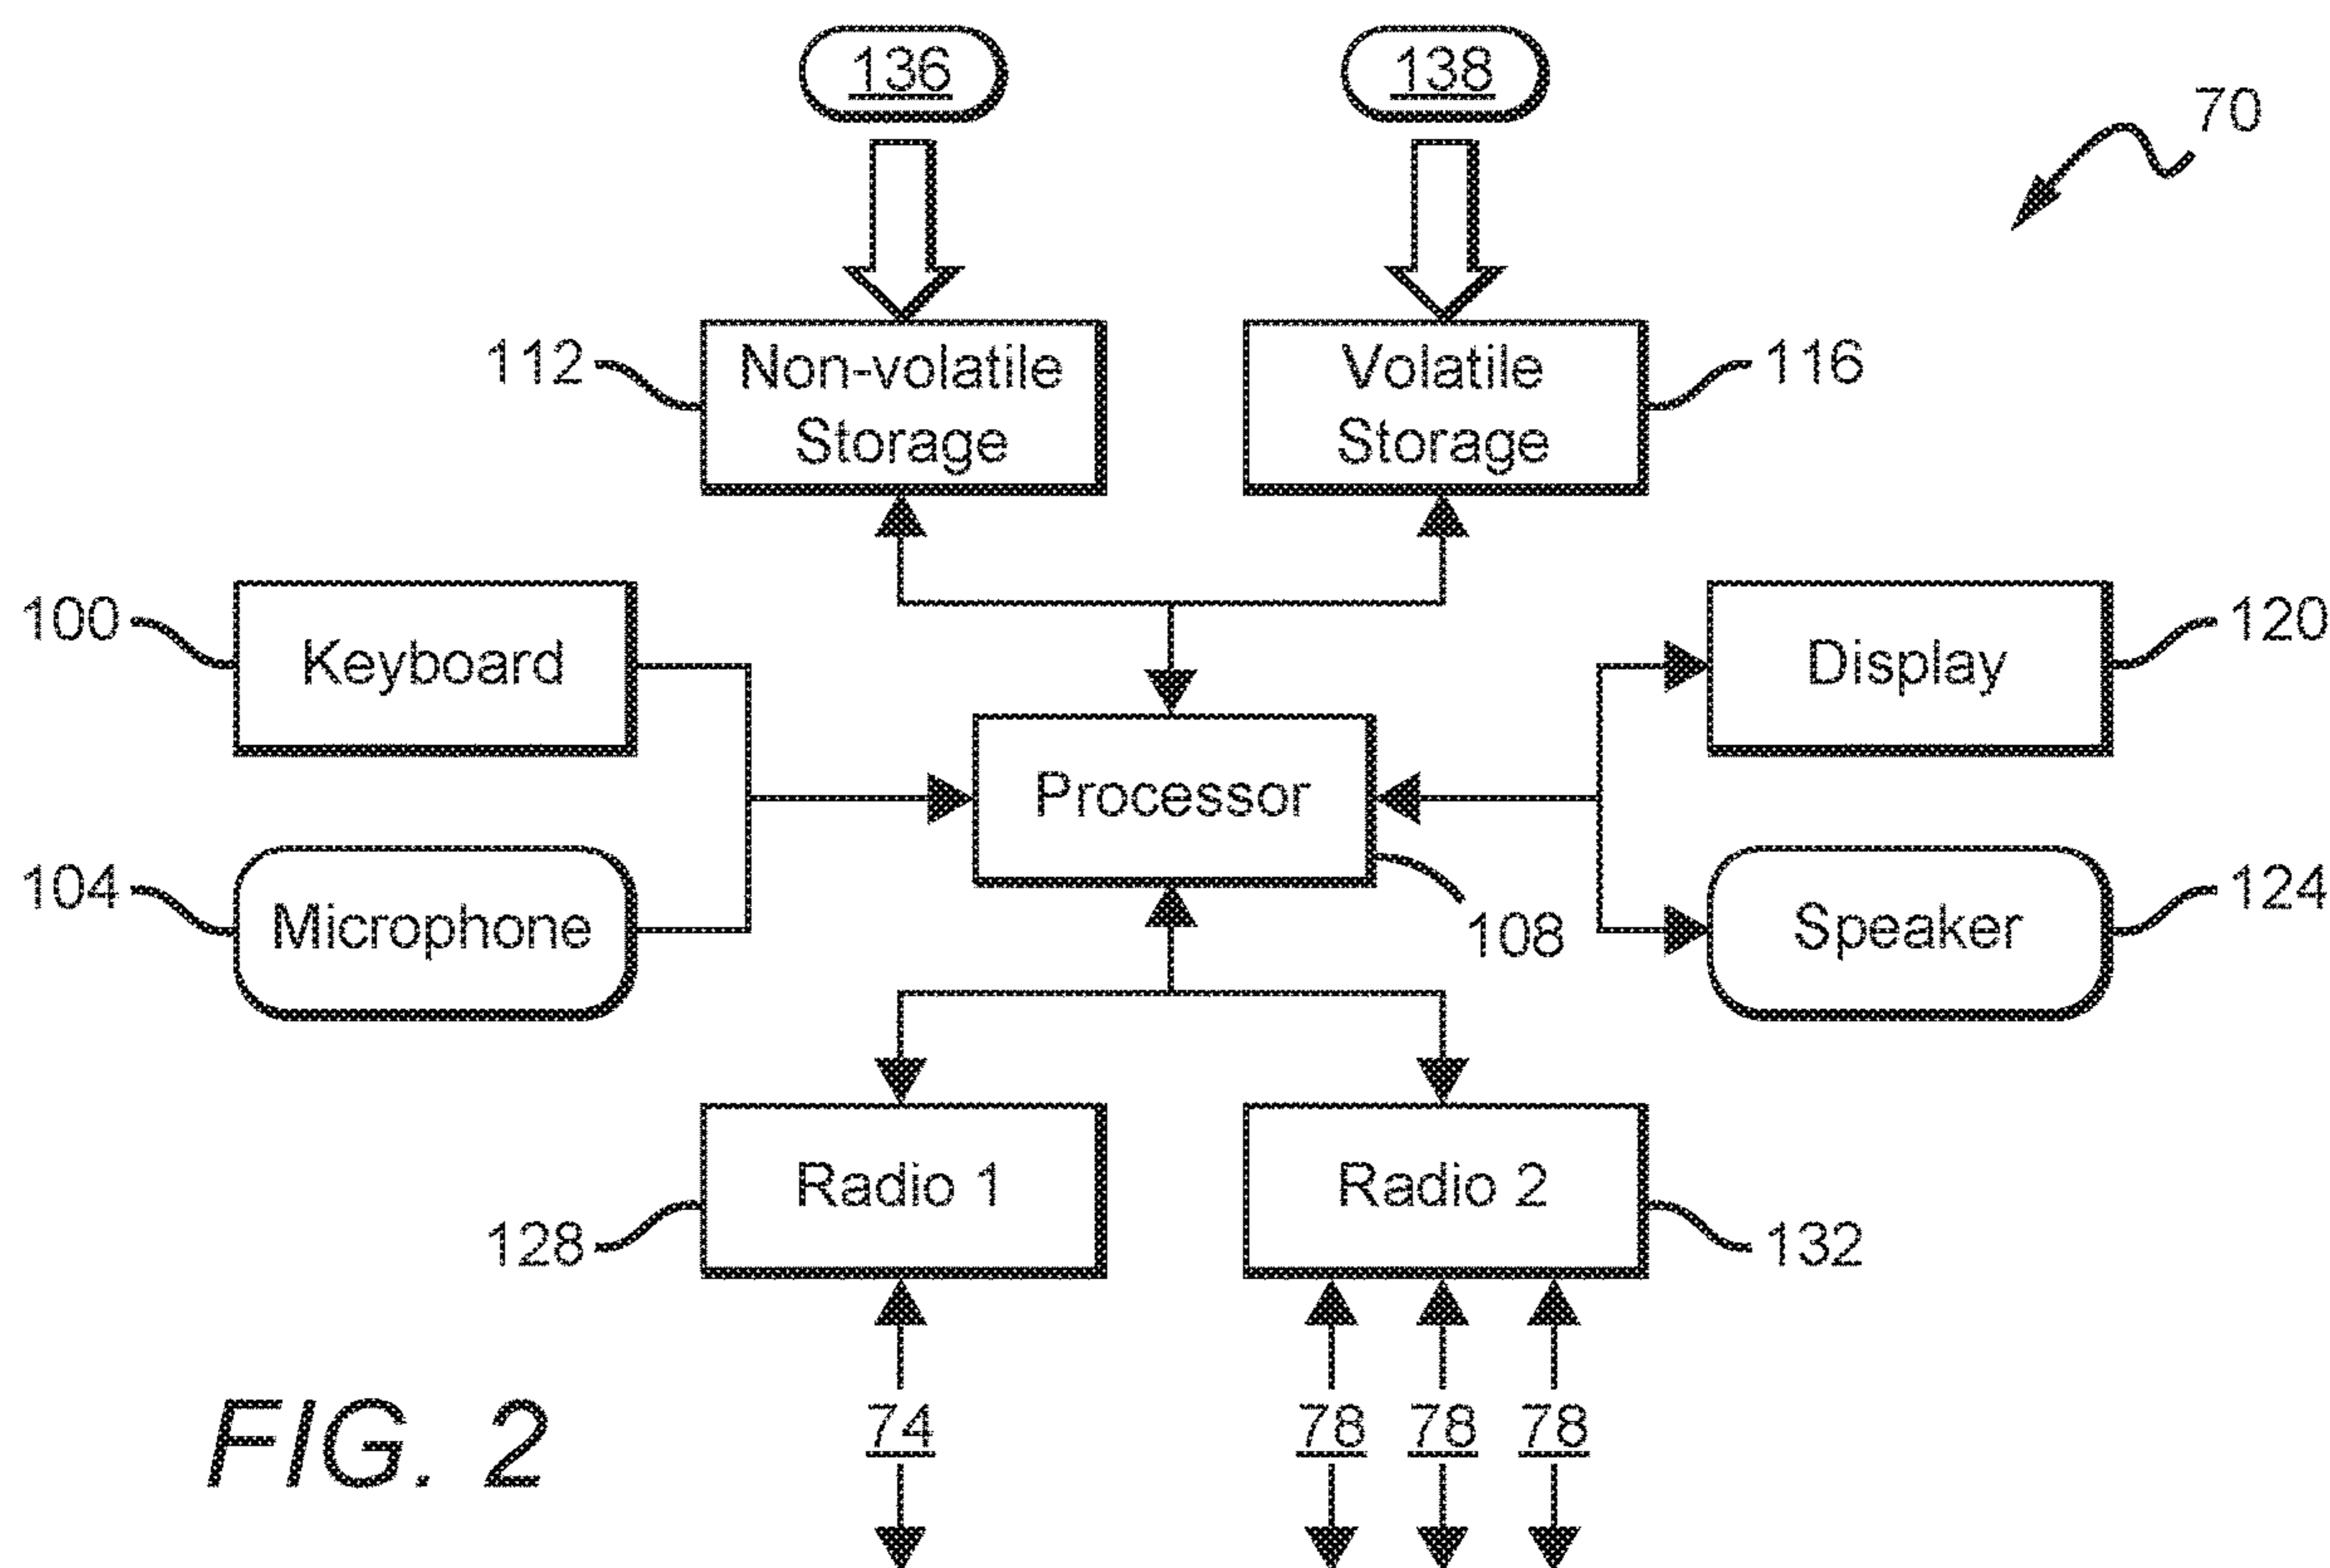 136
138
70
112
Non-volatile
Storage
Volatile
Storage
116
100
Keyboard
Display
120
Processor
104
Microphone
108
Speaker
124
Radio 1
Radio 2
128
132
74
78
78
78
FIG. 2